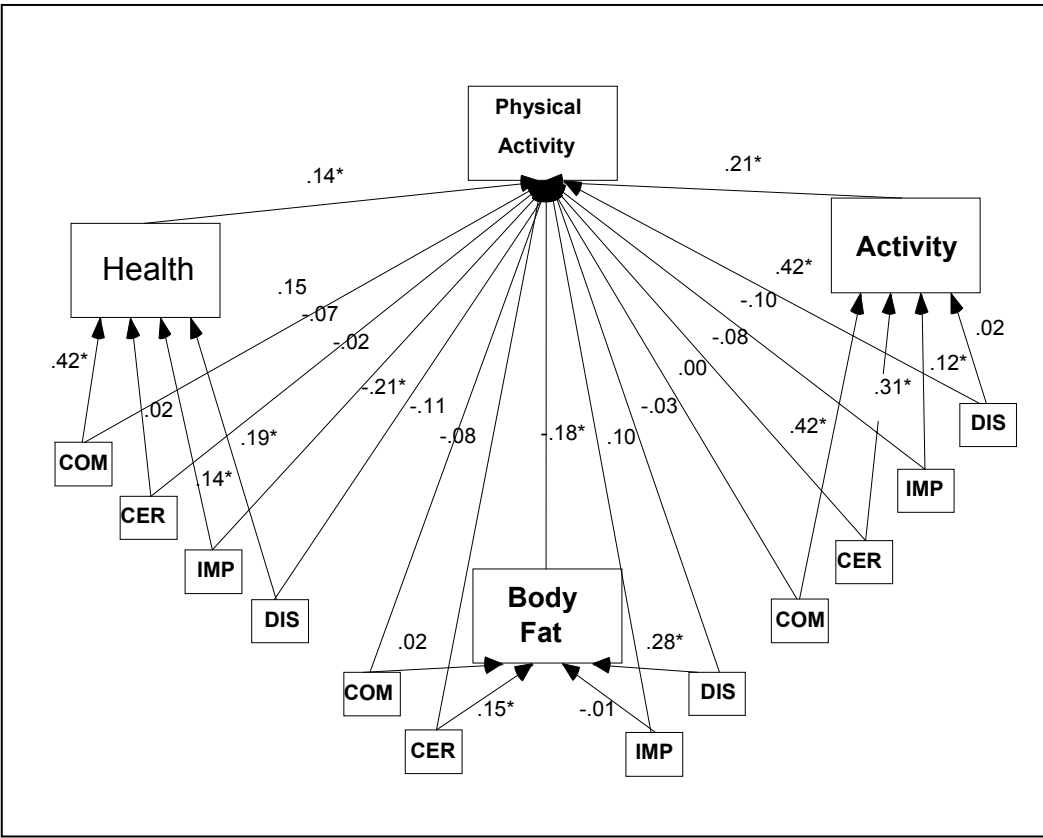 Physical
Activity
.14*
.21*
Health
Activity
.15
.42*
-.07
-.10
-.02
-.08
.02
.42*
.00
.12*
-.21*
.31*
.02
-.11
-.03
DIS
.19*
-.08
-.18*
.10
.42*
COM
.14*
IMP
CER
CER
IMP
DIS
Body
Fat
COM
.02
.28*
COM
DIS
.15*
-.01
CER
IMP